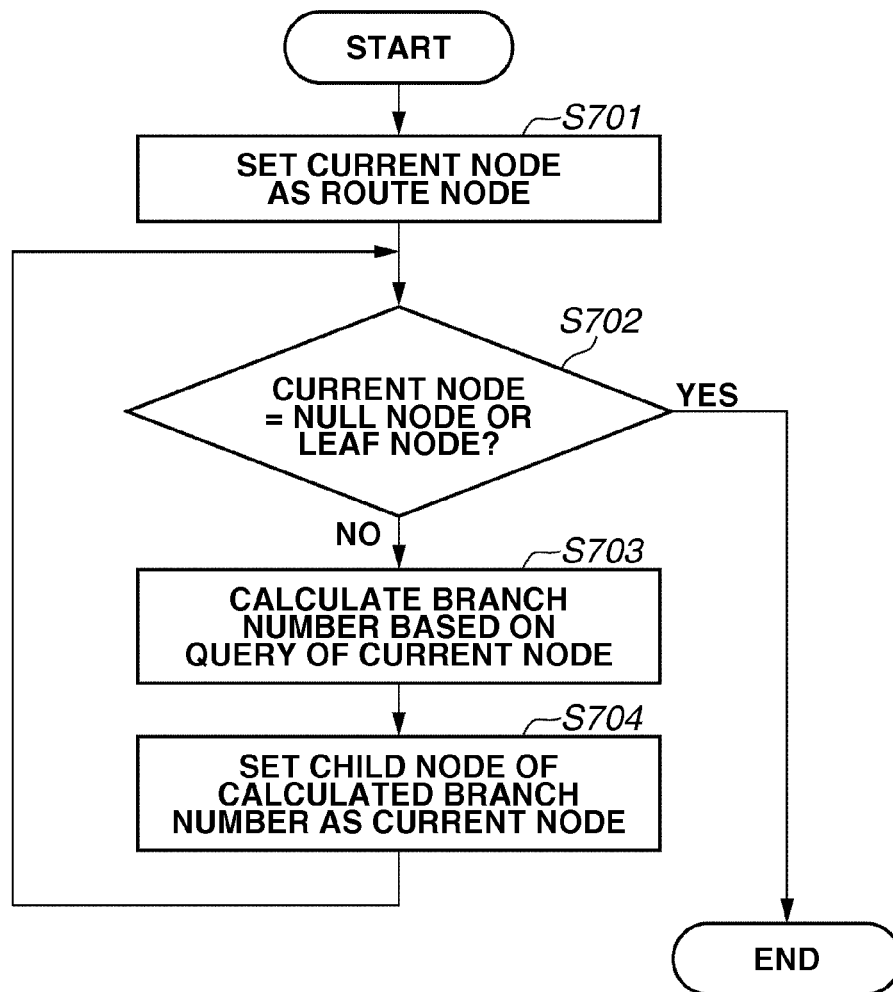 START
S701
SET CURRENT NODE
AS ROUTE NODE
S702
CURRENT NODE
= NULL NODE OR
LEAF NODE?
YES
NO
S703
CALCULATE BRANCH
NUMBER BASED ON
QUERY OF CURRENT NODE
S704
SET CHILD NODE OF
CALCULATED BRANCH
NUMBER AS CURRENT NODE
END